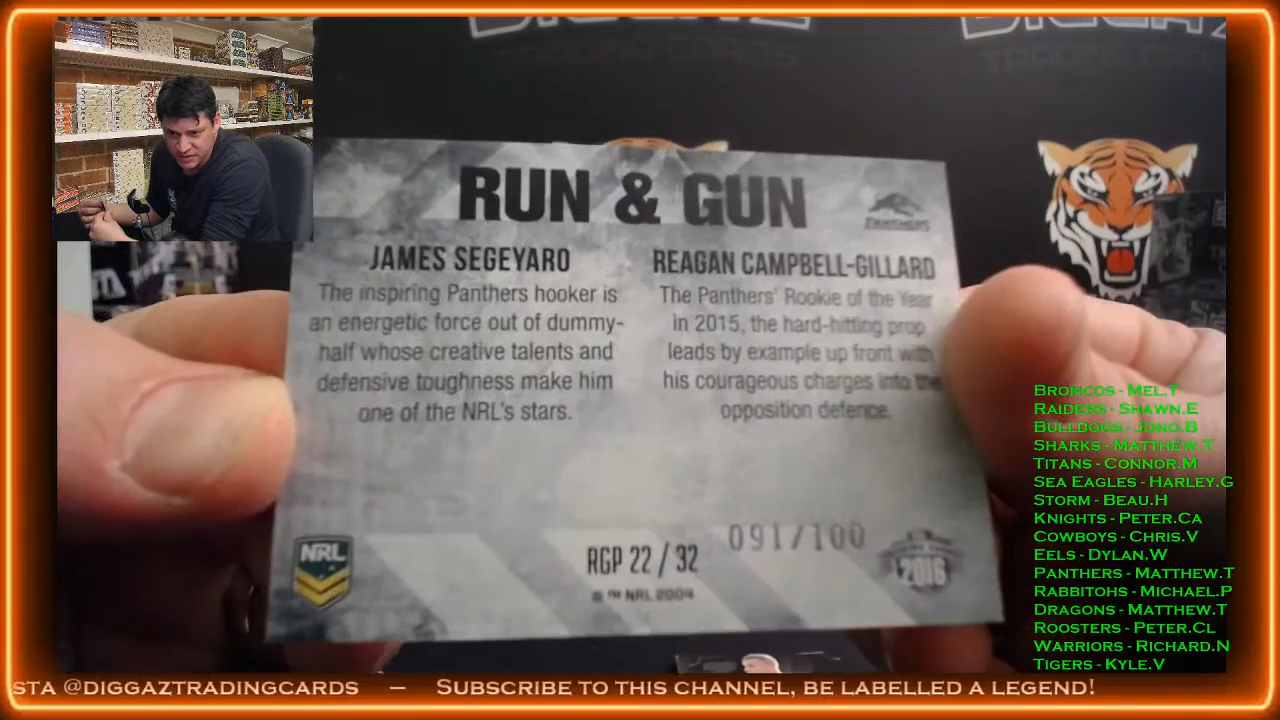 RUN & GUN
PANTHERS
JAMES SEGEYARO
The inspiring Panthers hooker is
an energetic force out of dummy-
half whose creative talents and
defensive toughness make him
one of the NRL's stars.
REAGAN CAMPBELL-GILLARD
The Panthers' Rookie of the Year
in 2015, the hard-hitting prop
leads by example up front with
his courageous charges into the
opposition defence.
NRL
RGP 22 / 32
© ™ NRL 2004
091/100
2016
BRONCOS - MEL.T
RAIDERS - SHAWN.E
BULLDOGS - JONO.B
SHARKS - MATTHEW.T
TITANS - CONNOR.M
SEA EAGLES - HARLEY.G
STORM - BEAU.H
KNIGHTS - PETER.CA
COWBOYS - CHRIS.V
EELS - DYLAN.W
PANTHERS - MATTHEW.T
RABBITOHS - MICHAEL.P
DRAGONS - MATTHEW.T
ROOSTERS - PETER.CL
WARRIORS - RICHARD.N
TIGERS - KYLE.V
STA @DIGGAZTRADINGCARDS – SUBSCRIBE TO THIS CHANNEL, BE LABELLED A LEGEND!